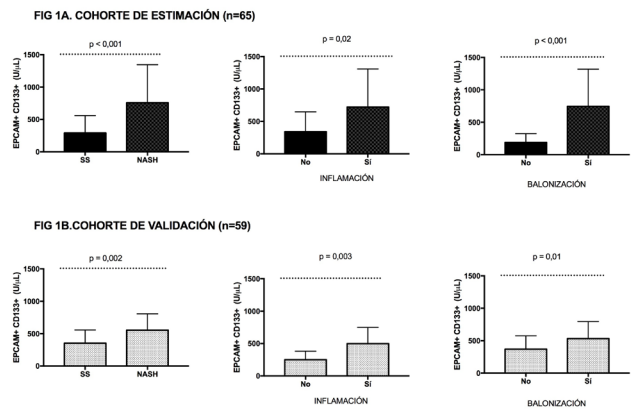 FIG 1A. COHORTE DE ESTIMACIÓN (n=65)
p < 0,001
EPCAM+ CD133+ (U/µL)
1500
1000
500
0
SS
NASH
p = 0,02
EPCAM+ CD133+ (U/µL)
1500
1000
500
0
No
Sí
INFLAMACIÓN
p < 0,001
EPCAM+ CD133+ (U/µL)
1500
1000
500
0
No
Sí
BALONIZACIÓN
FIG 1B.COHORTE DE VALIDACIÓN (n=59)
p = 0,002
EPCAM+ CD133+ (U/µL)
1500
1000
500
0
SS
NASH
p = 0,003
EPCAM+ CD133+ (U/µL)
1500
1000
500
0
No
Sí
INFLAMACIÓN
p = 0,01
EPCAM+ CD133+ (U/µL)
1500
1000
500
0
No
Sí
BALONIZACIÓN